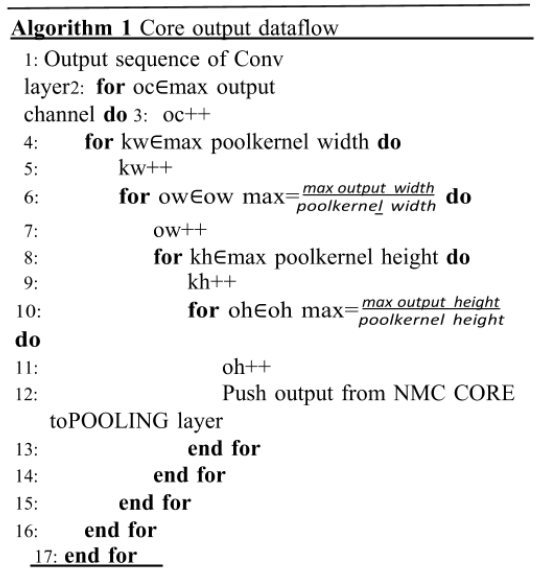 Algorithm 1 Core output dataflow
1: Output sequence of Conv
layer2: for oc∈max output
channel do 3: oc++
4: for kw∈max poolkernel width do
5: kw++
6: for ow∈ow max=max output width/poolkernel width do
7: ow++
8: for kh∈max poolkernel height do
9: kh++
10: for oh∈oh max=max output height/poolkernel height
do
11: oh++
12: Push output from NMC CORE
toPOOLING layer
13: end for
14: end for
15: end for
16: end for
17: end for